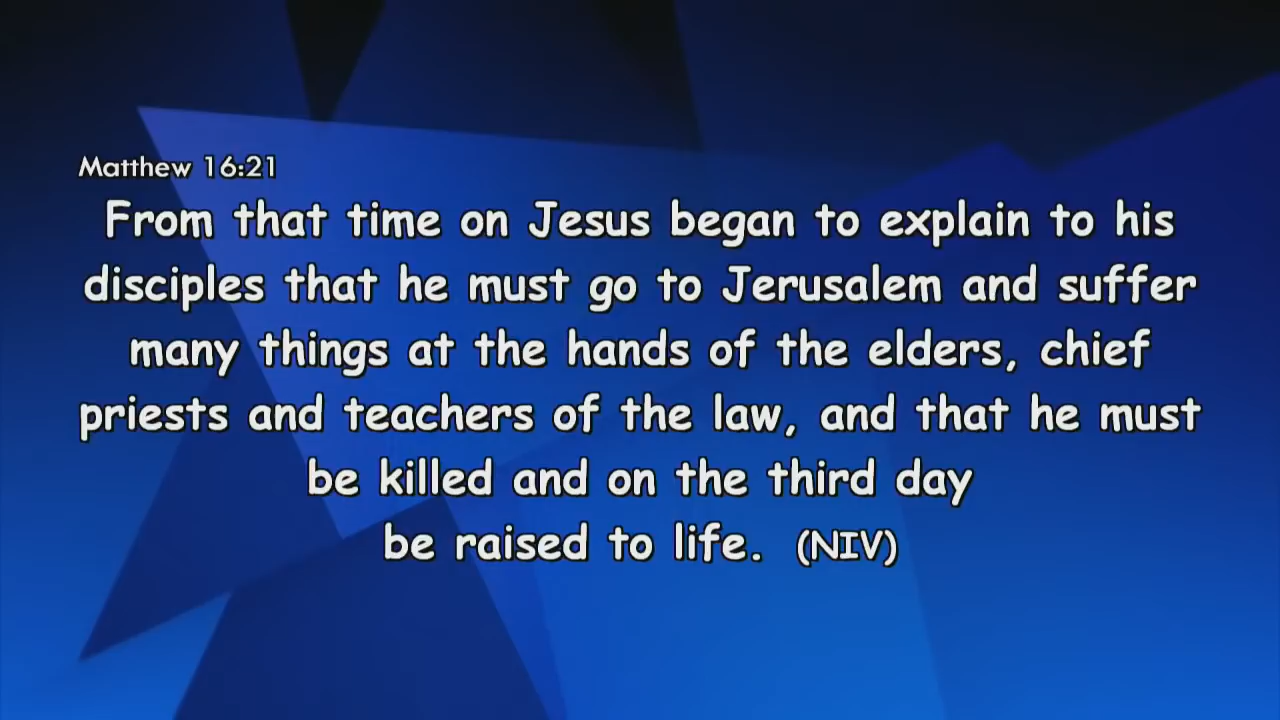 Matthew 16:21
From that time on Jesus began to explain to his
disciples that he must go to Jerusalem and suffer
many things at the hands of the elders, chief
priests and teachers of the law, and that he must
be killed and on the third day
be raised to life. (NIV)